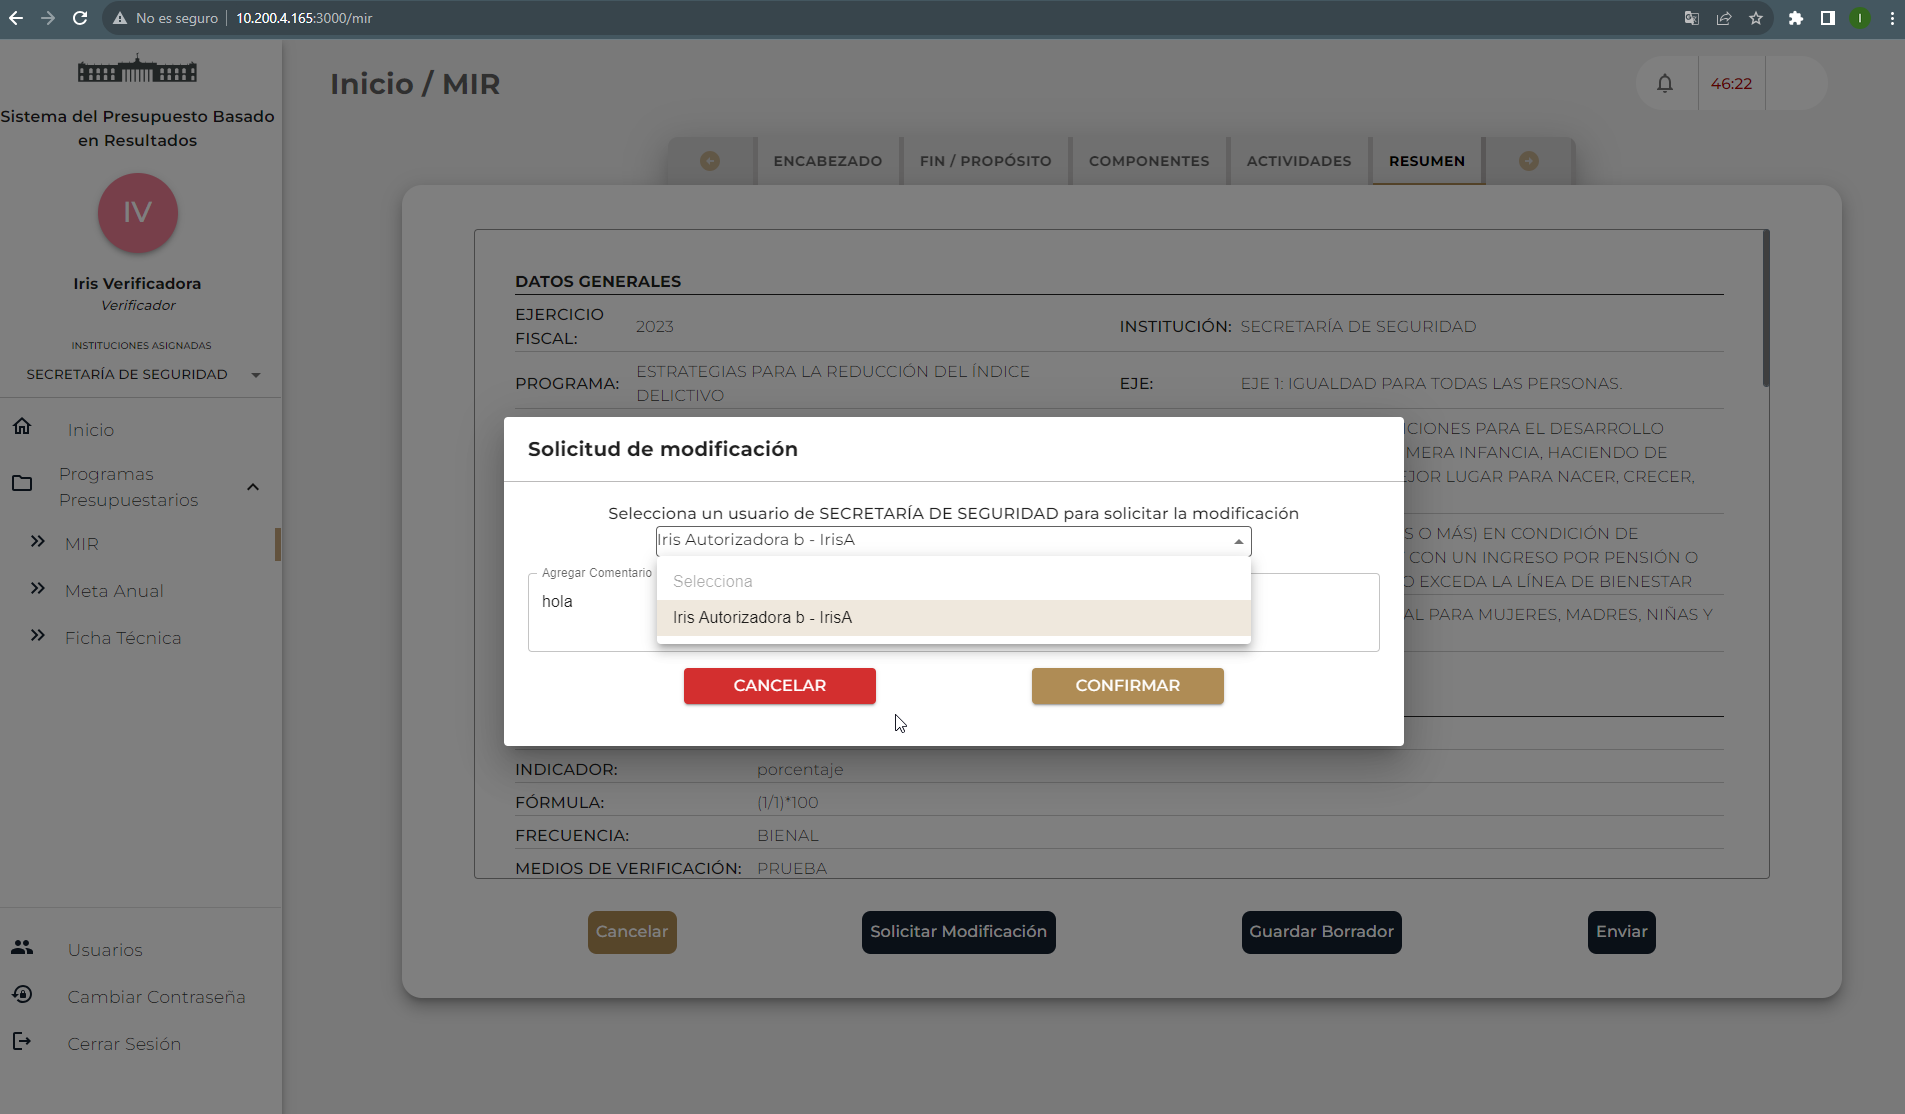 No es seguro
10.200.4.165:3000/mir
I
Sistema del Presupuesto Basado
en Resultados
IV
Iris Verificadora
Verificador
INSTITUCIONES ASIGNADAS
SECRETARÍA DE SEGURIDAD
Inicio
Programas
Presupuestarios
MIR
Meta Anual
Ficha Técnica
Usuarios
Cambiar Contraseña
Cerrar Sesión
Inicio / MIR
46:22
ENCABEZADO
FIN / PROPÓSITO
COMPONENTES
ACTIVIDADES
RESUMEN
DATOS GENERALES
EJERCICIO
FISCAL:
2023
INSTITUCIÓN:
SECRETARÍA DE SEGURIDAD
PROGRAMA:
ESTRATEGIAS PARA LA REDUCCIÓN DEL ÍNDICE
DELICTIVO
EJE:
EJE 1: IGUALDAD PARA TODAS LAS PERSONAS.
CIONES PARA EL DESARROLLO
MERA INFANCIA, HACIENDO DE
JOR LUGAR PARA NACER, CRECER,
S O MÁS) EN CONDICIÓN DE
CON UN INGRESO POR PENSIÓN O
O EXCEDA LA LÍNEA DE BIENESTAR
AL PARA MUJERES, MADRES, NIÑAS Y
Solicitud de modificación
Selecciona un usuario de SECRETARÍA DE SEGURIDAD para solicitar la modificación
Iris Autorizadora b - IrisA
Selecciona
Iris Autorizadora b - IrisA
Agregar Comentario
hola
CANCELAR
CONFIRMAR
INDICADOR:
porcentaje
FÓRMULA:
(1/1)*100
FRECUENCIA:
BIENAL
MEDIOS DE VERIFICACIÓN:
PRUEBA
Cancelar
Solicitar Modificación
Guardar Borrador
Enviar